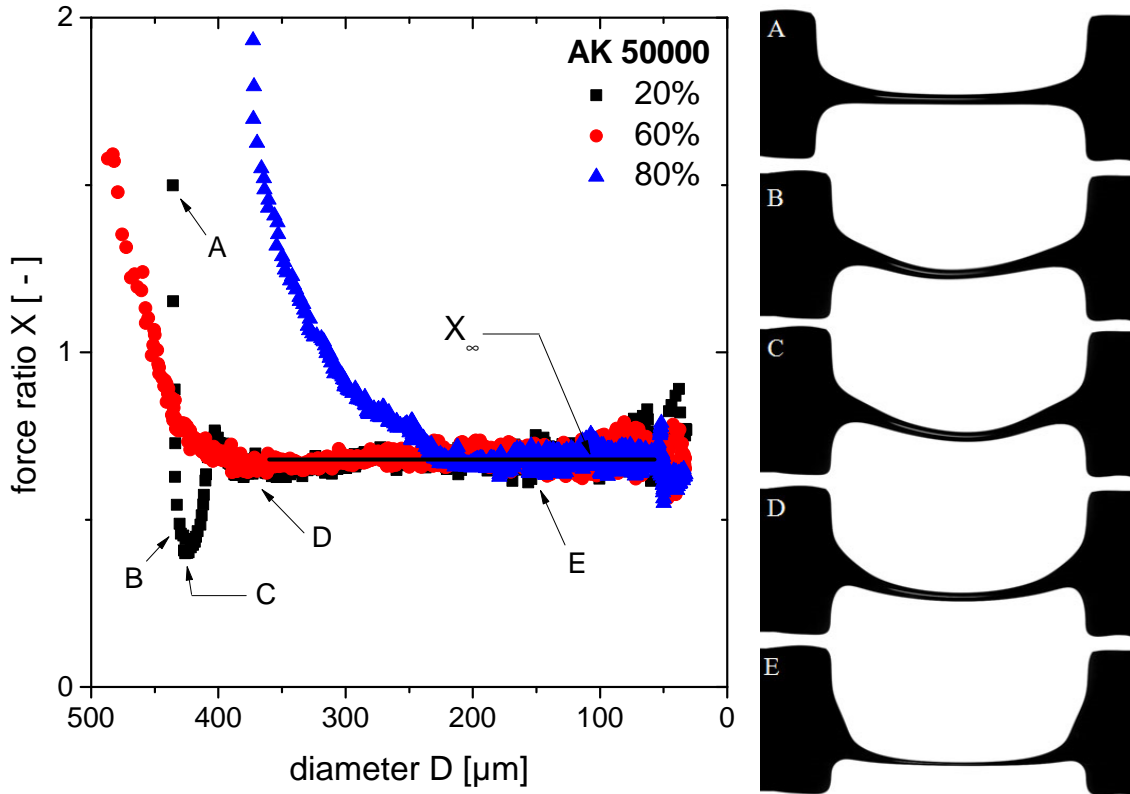 2
1
0
force ratio X [ - ]
500
400
300
200
100
0
diameter D [µm]
AK 50000
20%
60%
80%
A
B
C
D
E
X∞
A
B
C
D
E